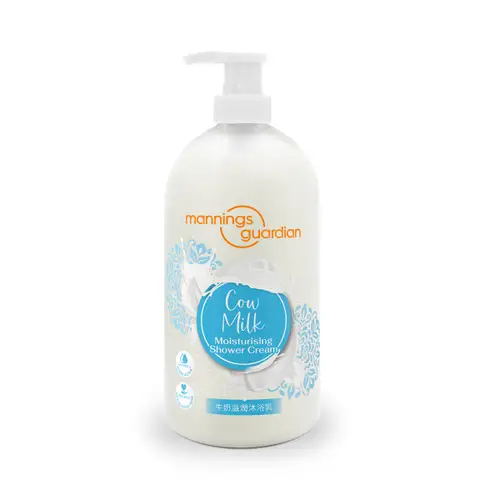 mannings
guardian
Cow
Milk
Moisturising
Shower Cream
牛奶滋潤沐浴乳